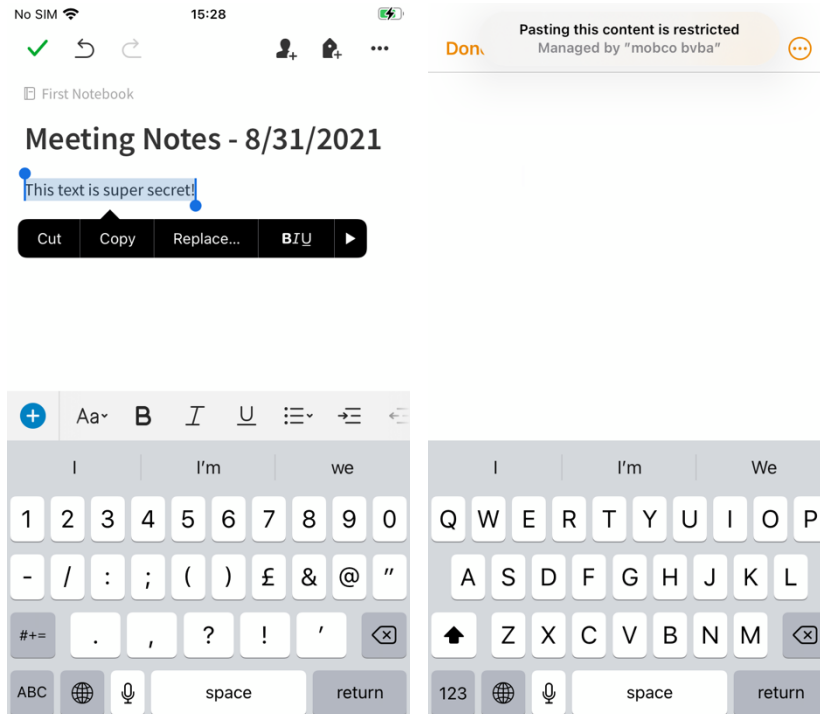 No SIM 15:28
First Notebook
Meeting Notes - 8/31/2021
This text is super secret!
Cut Copy Replace... BIU
Aa B I U
I I'm we
1 2 3 4 5 6 7 8 9 0
- / : ; ( ) £ & @ "
#+= . , ? ! '
ABC space return
Pasting this content is restricted
Managed by "mobco bvba"
Don
I I'm We
Q W E R T Y U I O P
A S D F G H J K L
Z X C V B N M
123 space return